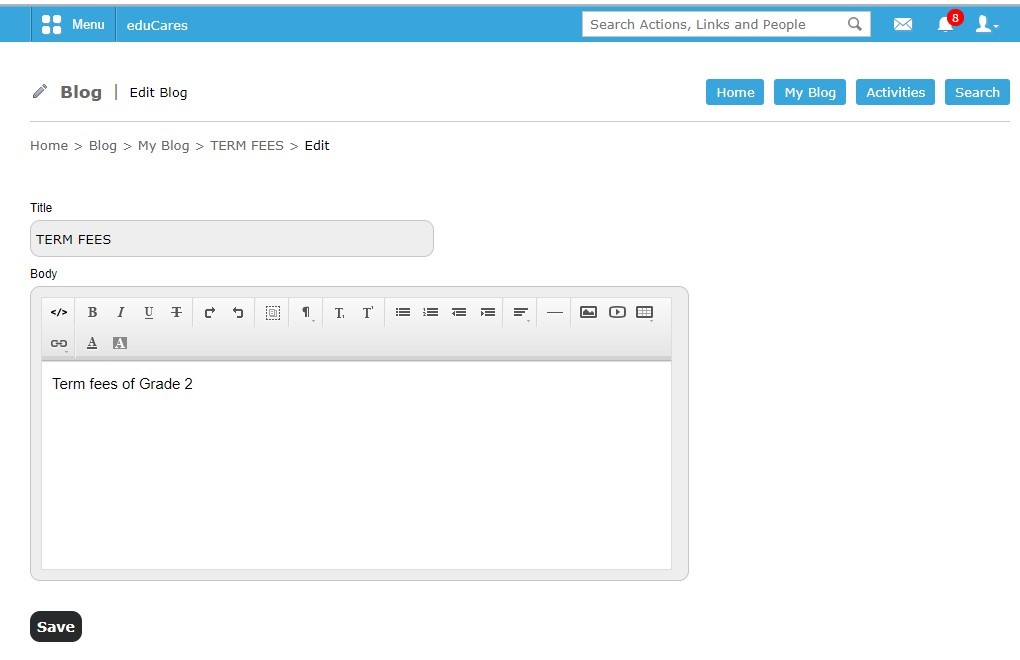 Menu eduCares Search Actions, Links and People 8
Blog | Edit Blog Home My Blog Activities Search
Home > Blog > My Blog > TERM FEES > Edit
Title
TERM FEES
Body
</> B I U T ¶ T, T'
A A
Term fees of Grade 2
Save